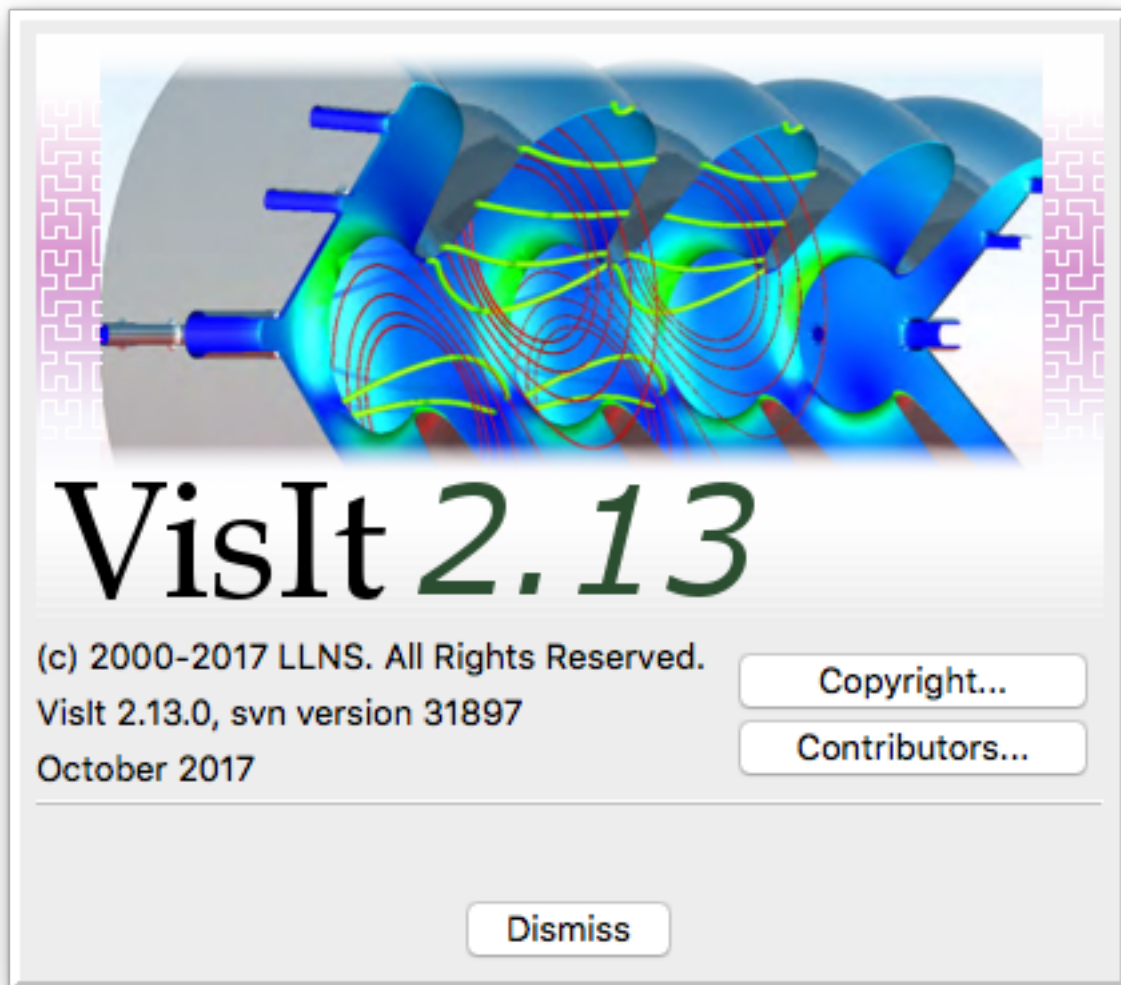 VisIt 2.13
(c) 2000-2017 LLNS. All Rights Reserved.
VisIt 2.13.0, svn version 31897
October 2017
Copyright...
Contributors...
Dismiss